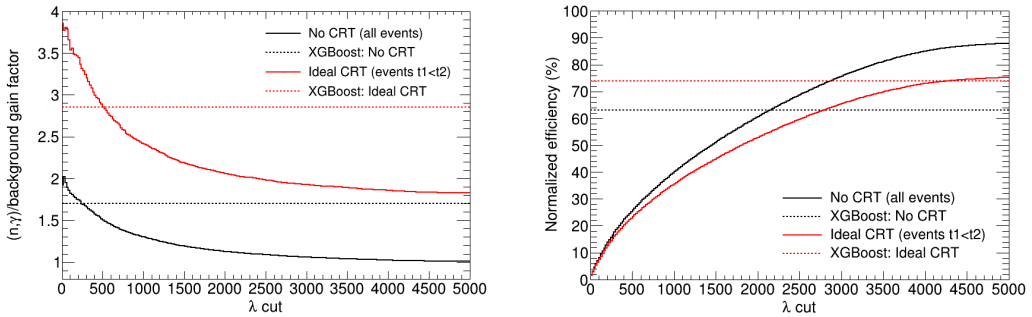 (n,γ)/background gain factor
4
3.5
3
2.5
2
1.5
1
No CRT (all events)
XGBoost: No CRT
Ideal CRT (events t1<t2)
XGBoost: Ideal CRT
0 500 1000 1500 2000 2500 3000 3500 4000 4500 5000
λ cut
Normalized efficiency (%)
100
90
80
70
60
50
40
30
20
10
0
No CRT (all events)
XGBoost: No CRT
Ideal CRT (events t1<t2)
XGBoost: Ideal CRT
0 500 1000 1500 2000 2500 3000 3500 4000 4500 5000
λ cut